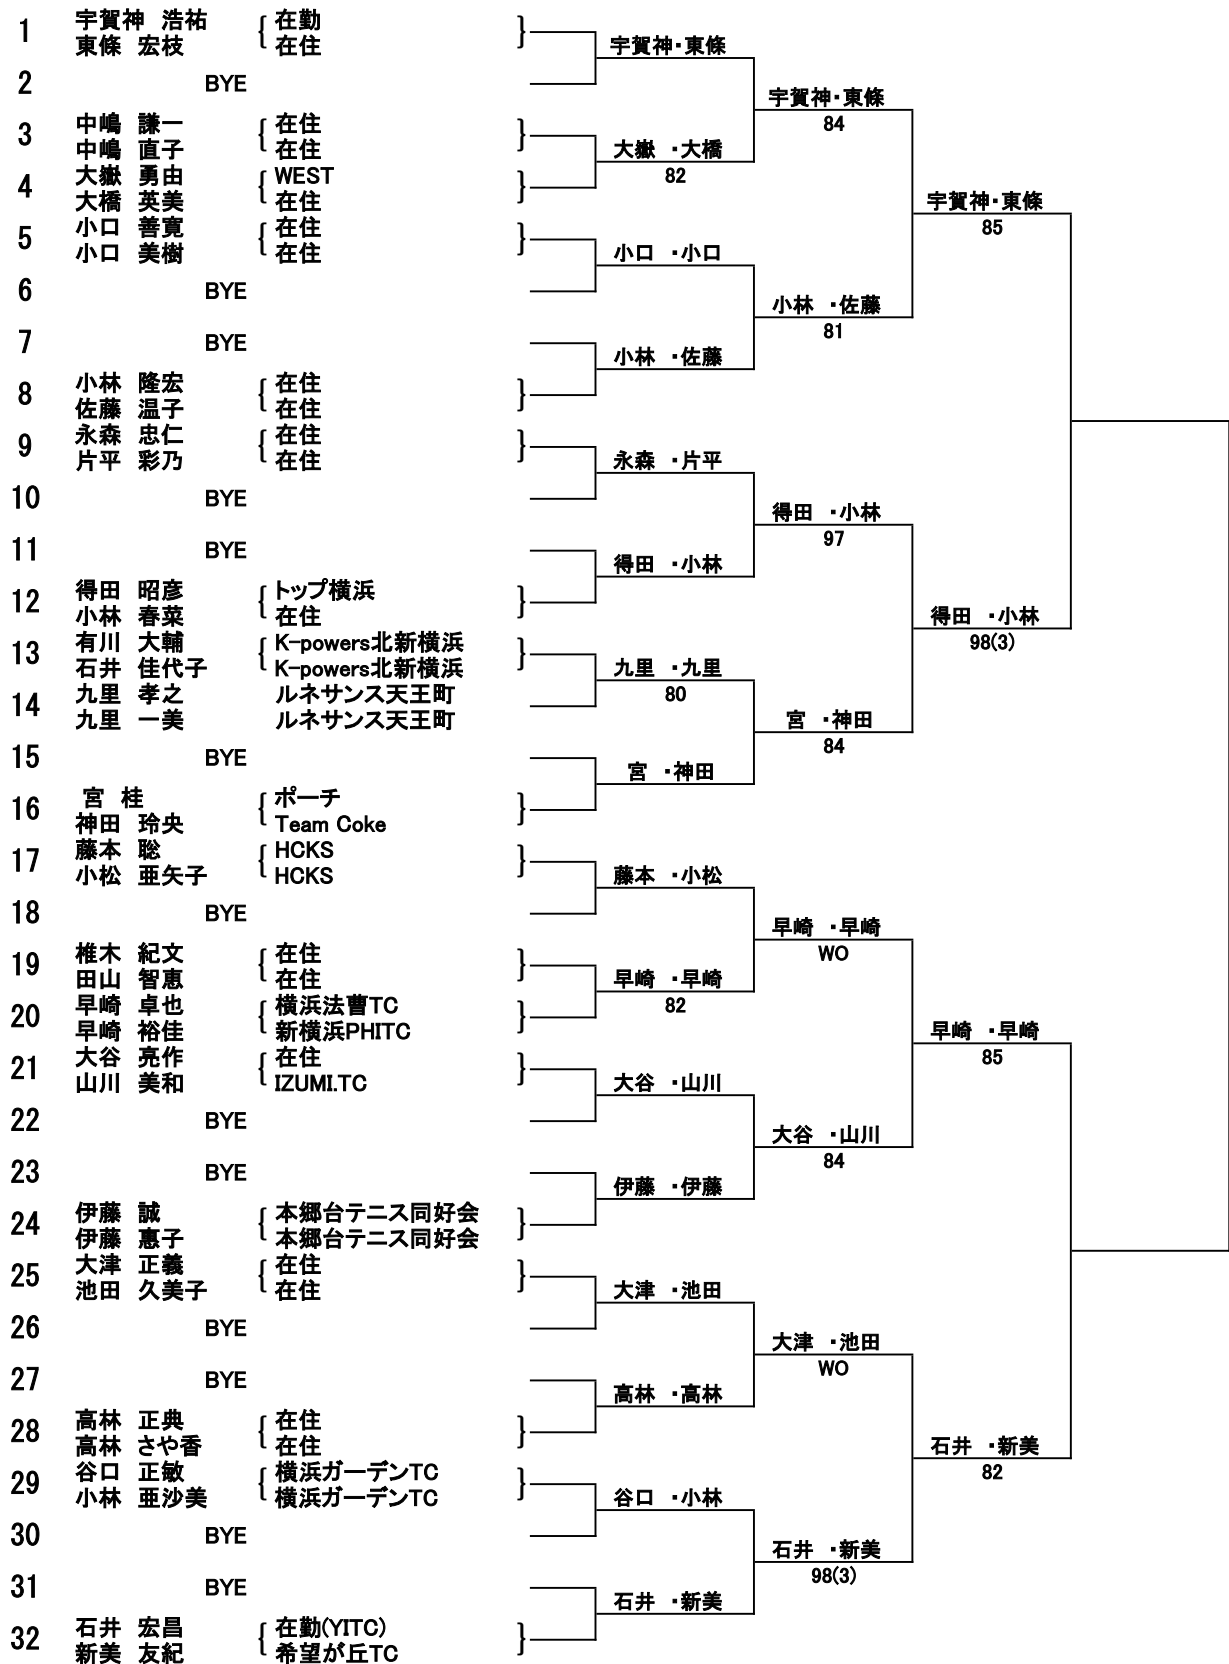 1 宇賀神 浩祐 { 在勤 }
東條 宏枝 在住
宇賀神・東條
2 BYE
宇賀神・東條
84
3 中嶋 謙一 { 在住 }
中嶋 直子 在住
大嶽 ・大橋
82
4 大嶽 勇由 { WEST }
大橋 英美 在住
宇賀神・東條
85
5 小口 善寛 { 在住 }
小口 美樹 在住
小口 ・小口
6 BYE
小林 ・佐藤
81
7 BYE
小林 ・佐藤
8 小林 隆宏 { 在住 }
佐藤 温子 在住
9 永森 忠仁 { 在住 }
片平 彩乃 在住
永森 ・片平
10 BYE
得田 ・小林
97
11 BYE
得田 ・小林
12 得田 昭彦 { トップ横浜 }
小林 春菜 在住
得田 ・小林
98(3)
13 有川 大輔 { K-powers北新横浜 }
石井 佳代子 K-powers北新横浜
九里 ・九里
80
14 九里 孝之 ルネサンス天王町
九里 一美 ルネサンス天王町
宮 ・神田
84
15 BYE
宮 ・神田
16 宮 桂 { ポーチ }
神田 玲央 Team Coke
17 藤本 聡 { HCKS }
小松 亜矢子 HCKS
藤本 ・小松
18 BYE
早崎 ・早崎
WO
19 椎木 紀文 { 在住 }
田山 智恵 在住
早崎 ・早崎
82
20 早崎 卓也 { 横浜法曹TC }
早崎 裕佳 新横浜PHITC
早崎 ・早崎
85
21 大谷 亮作 { 在住 }
山川 美和 IZUMI.TC
大谷 ・山川
22 BYE
大谷 ・山川
84
23 BYE
伊藤 ・伊藤
24 伊藤 誠 { 本郷台テニス同好会 }
伊藤 惠子 本郷台テニス同好会
25 大津 正義 { 在住 }
池田 久美子 在住
大津 ・池田
26 BYE
大津 ・池田
WO
27 BYE
高林 ・高林
28 高林 正典 { 在住 }
高林 さや香 在住
石井 ・新美
82
29 谷口 正敏 { 横浜ガーデンTC }
小林 亜沙美 横浜ガーデンTC
谷口 ・小林
30 BYE
石井 ・新美
98(3)
31 BYE
石井 ・新美
32 石井 宏昌 { 在勤(YITC) }
新美 友紀 希望が丘TC